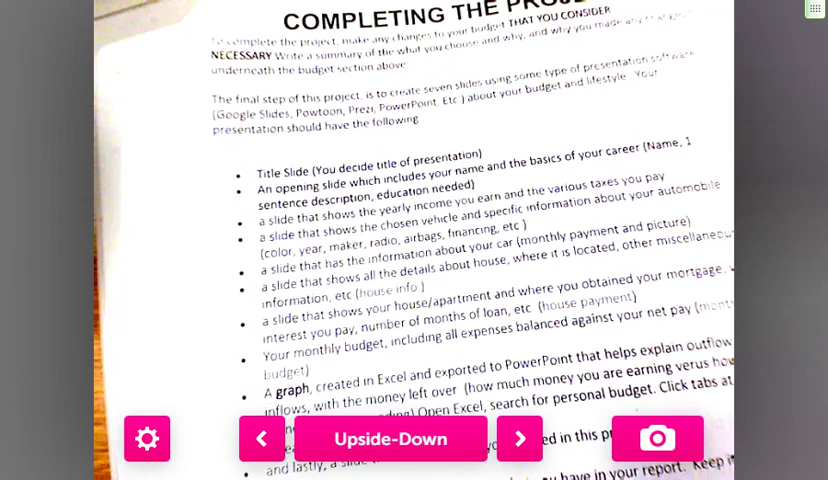 COMPLETING THE
To complete the project, make any changes to your budget THAT YOU CONSIDER
NECESSARY Write a summary of the what you choose and why, and why you made any
underneath the budget section above
The final step of this project, is to create seven slides using some type of presentation software
(Google Slides, Powtoon, Prezi, PowerPoint, Etc ) about your budget and lifestyle Your
presentation should have the following
• Title Slide (You decide title of presentation)
• An opening slide which includes your name and the basics of your career (Name, 1
sentence description, education needed)
• a slide that shows the yearly income you earn and the various taxes you pay
• a slide that shows the chosen vehicle and specific information about your automobile
(color, year, maker, radio, airbags, financing, etc )
• a slide that has the information about your car (monthly payment and picture)
• a slide that shows all the details about house, where it is located, other
information, etc (house info )
• a slide that shows your house/apartment and where you obtained your mortgage,
interest you pay, number of months of loan, etc (house payment)
• Your monthly budget, including all expenses balanced against your net pay
budget)
• A graph, created in Excel and exported to PowerPoint that helps explain outflow
inflows, with the money left over (how much money you are earning verus how
Open Excel, search for personal budget. Click tabs at
Upside-Down
ed in this
• and lastly, a
have in your report. Keep